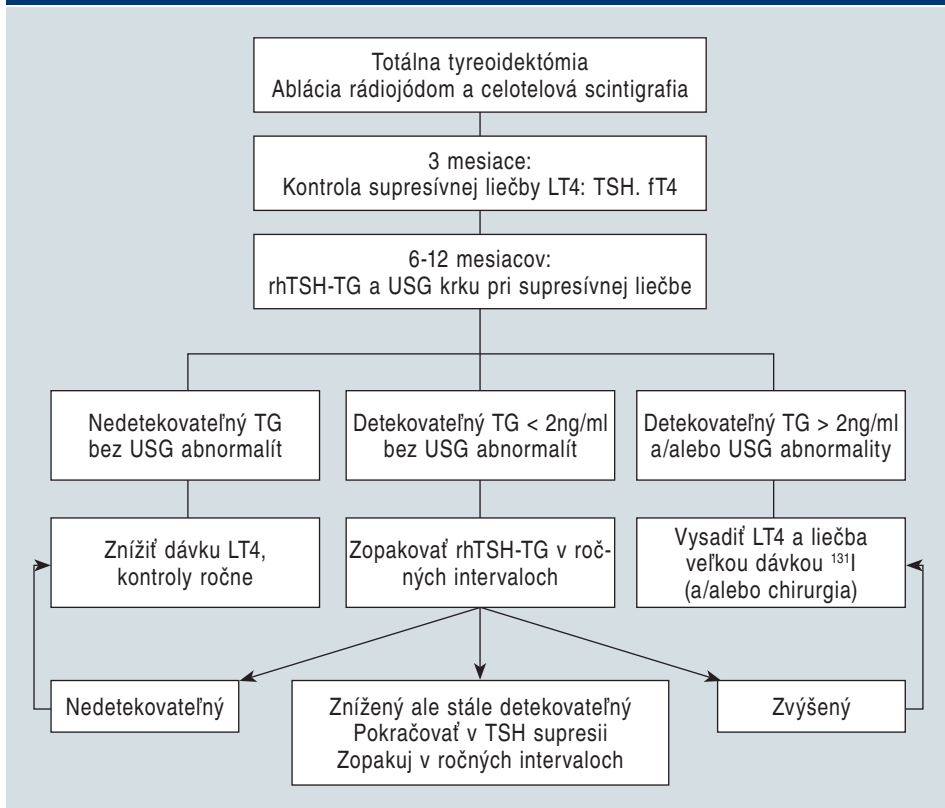 Totálna tyreoidektómia
Ablácia rádiojódom a celotelová scintigrafia
3 mesiace:
Kontrola supresívnej liečby LT4: TSH. fT4
6-12 mesiacov:
rhTSH-TG a USG krku pri supresívnej liečbe
Nedetekovateľný TG
bez USG abnormalít
Detekovateľný TG < 2ng/ml
bez USG abnormalít
Detekovateľný TG > 2ng/ml
a/alebo USG abnormality
Znížiť dávku LT4,
kontroly ročne
Zopakovať rhTSH-TG v roč-
ných intervaloch
Vysadiť LT4 a liečba
veľkou dávkou ¹³¹I
(a/alebo chirurgia)
Nedetekovateľný
Znížený ale stále detekovateľný
Pokračovať v TSH supresii
Zopakuj v ročných intervaloch
Zvýšený